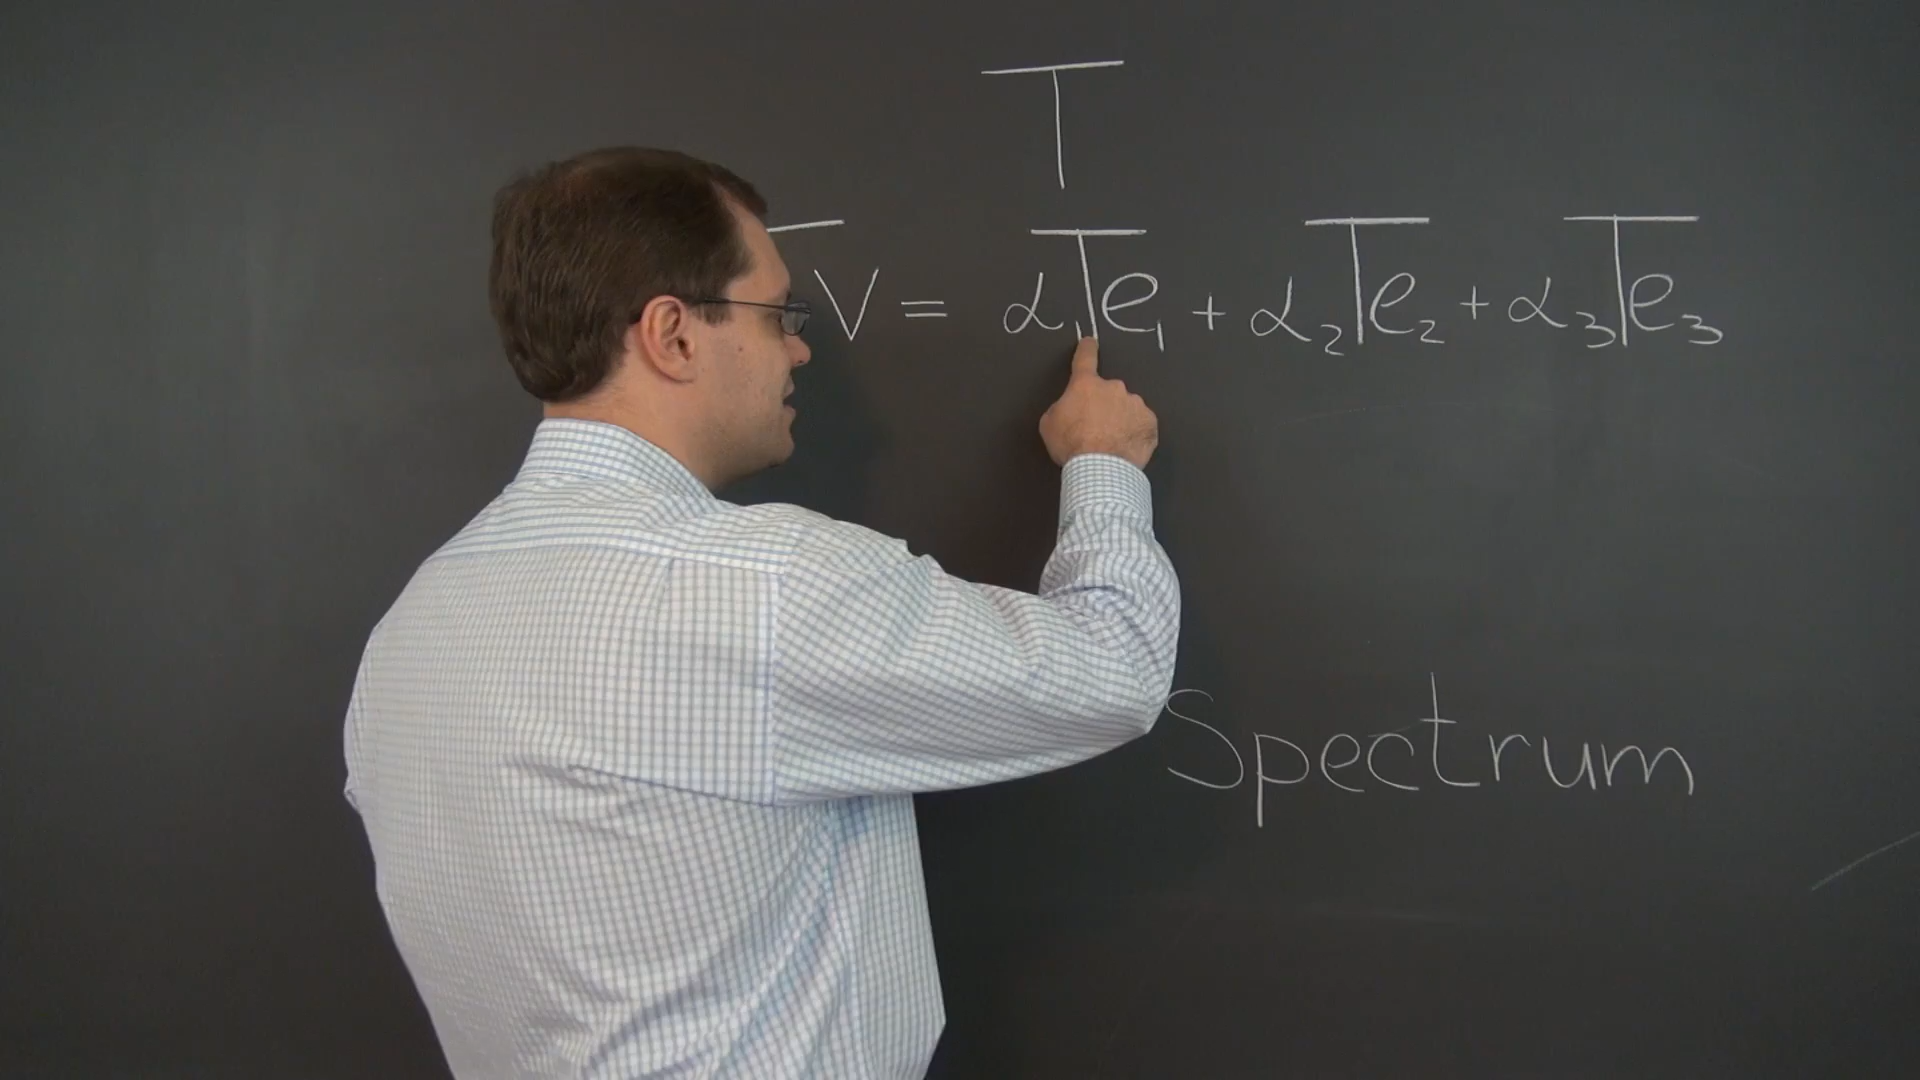 T
TV = α₁Te₁ + α₂Te₂ + α₃Te₃
Spectrum